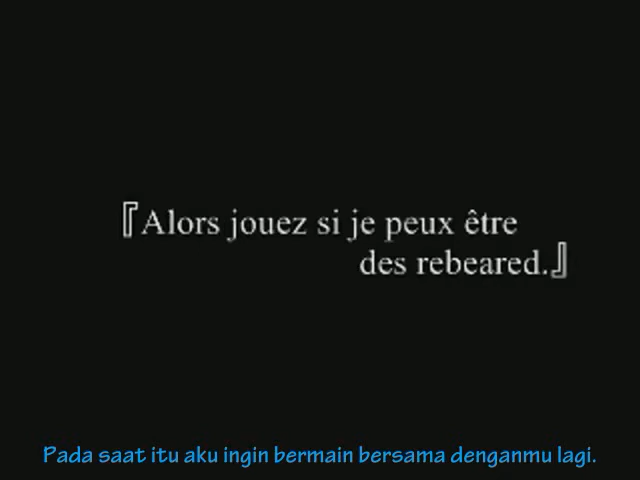 『Alors jouez si je peux être
des rebeared.』
Pada saat itu aku ingin bermain bersama denganmu lagi.